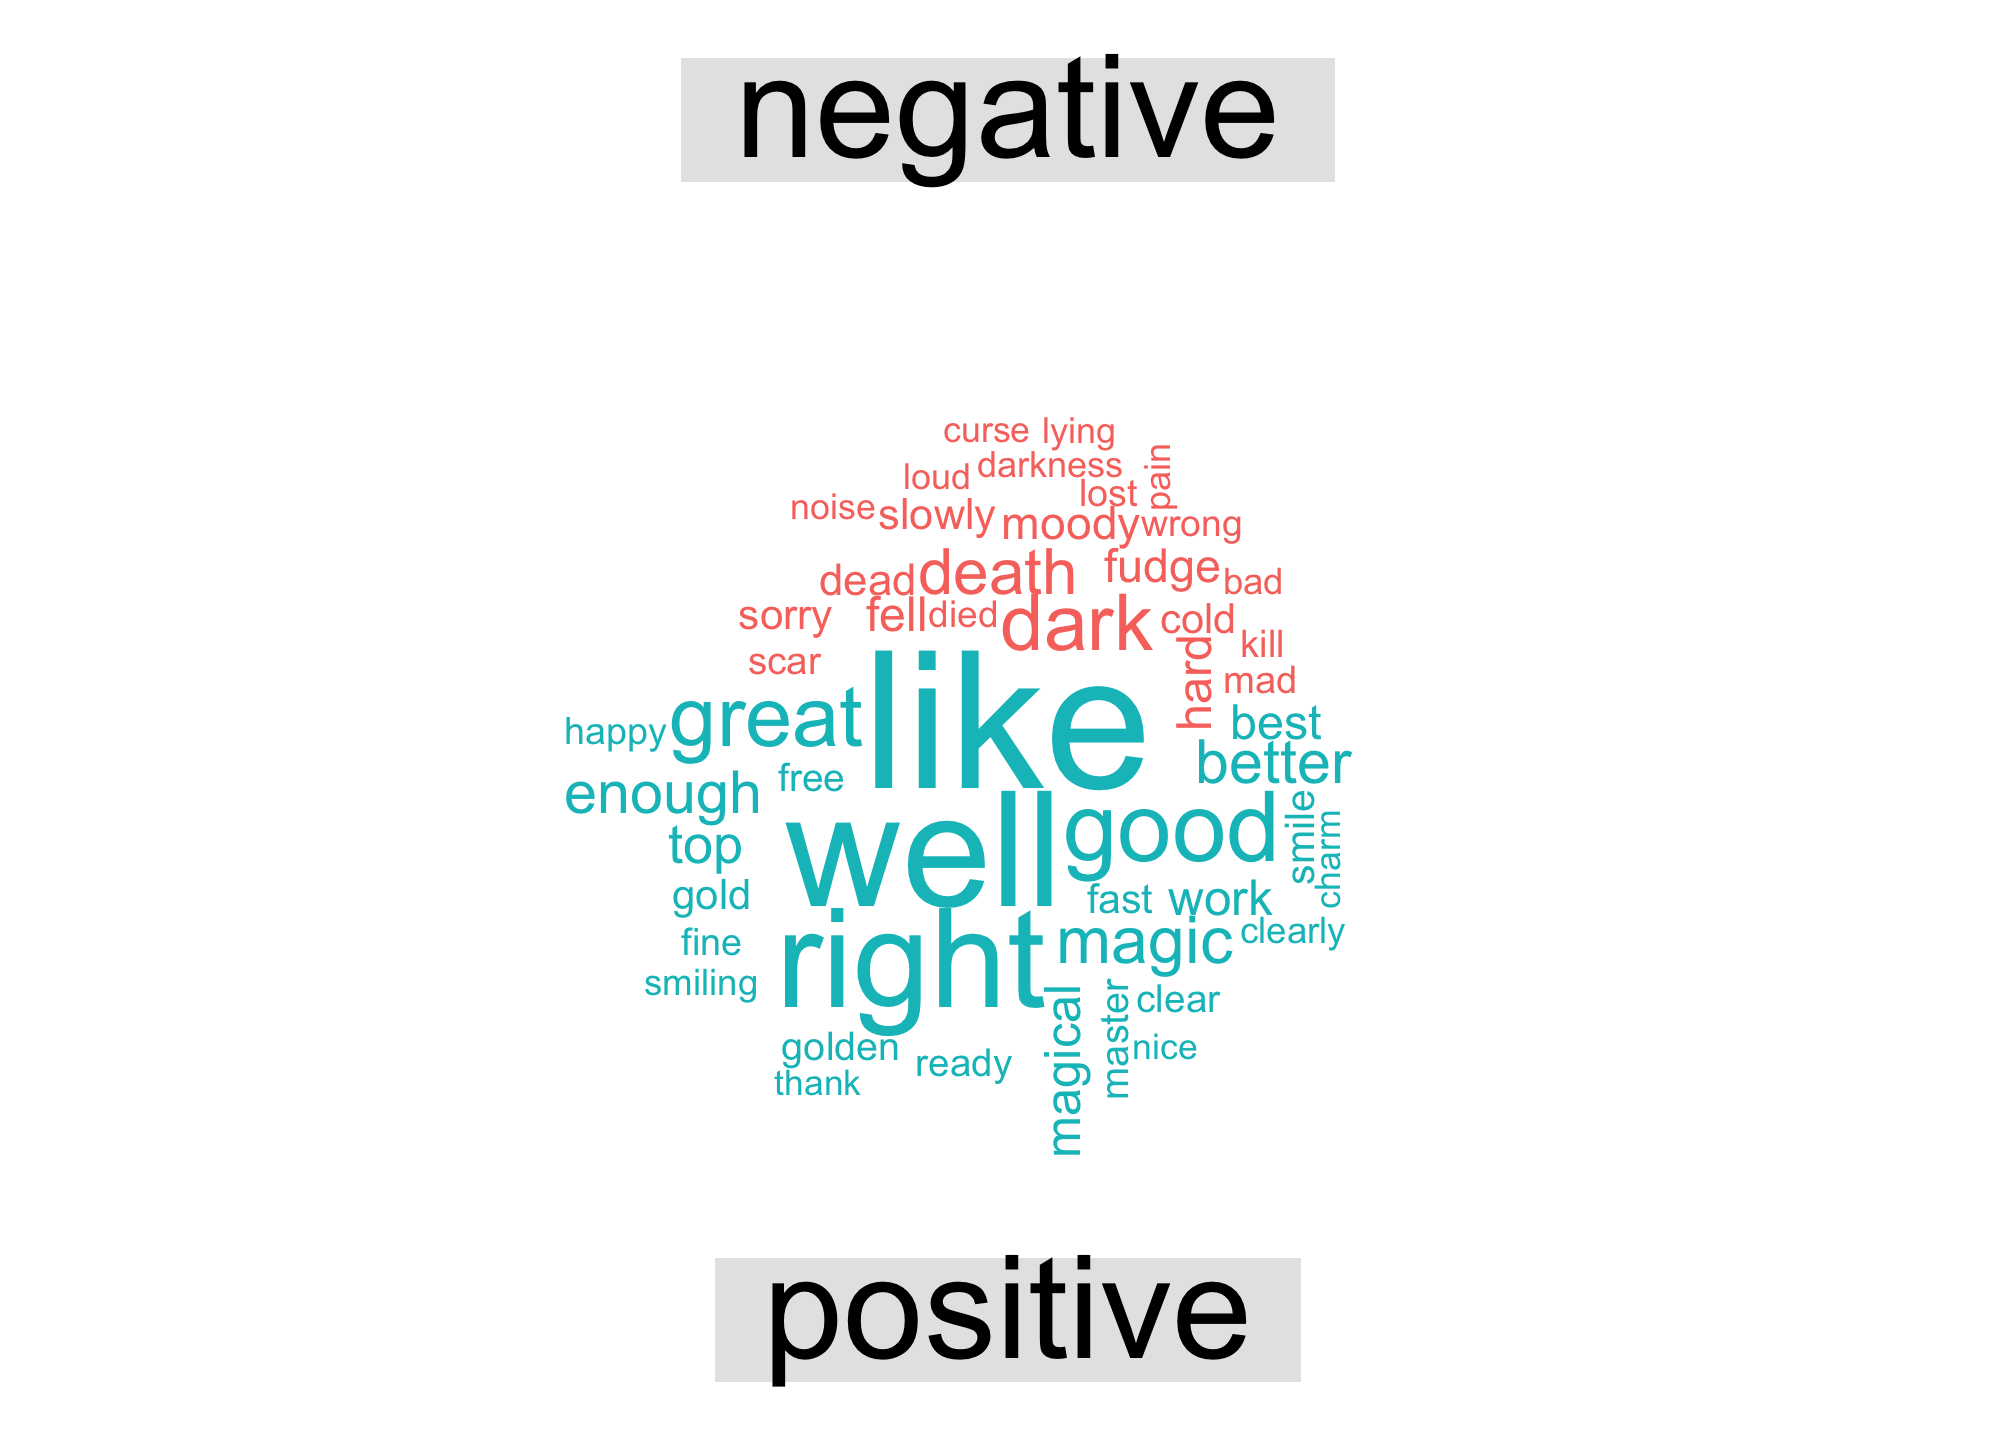 negative
curse lying
loud darkness pain
lost
noise slowly moody wrong
dead death fudge bad
sorry fell died dark cold
kill
scar hard mad
like
happy great best
better
enough free
top well good smile charm
gold fast work
fine right magic clearly
smiling
magical master clear
golden ready nice
thank
positive